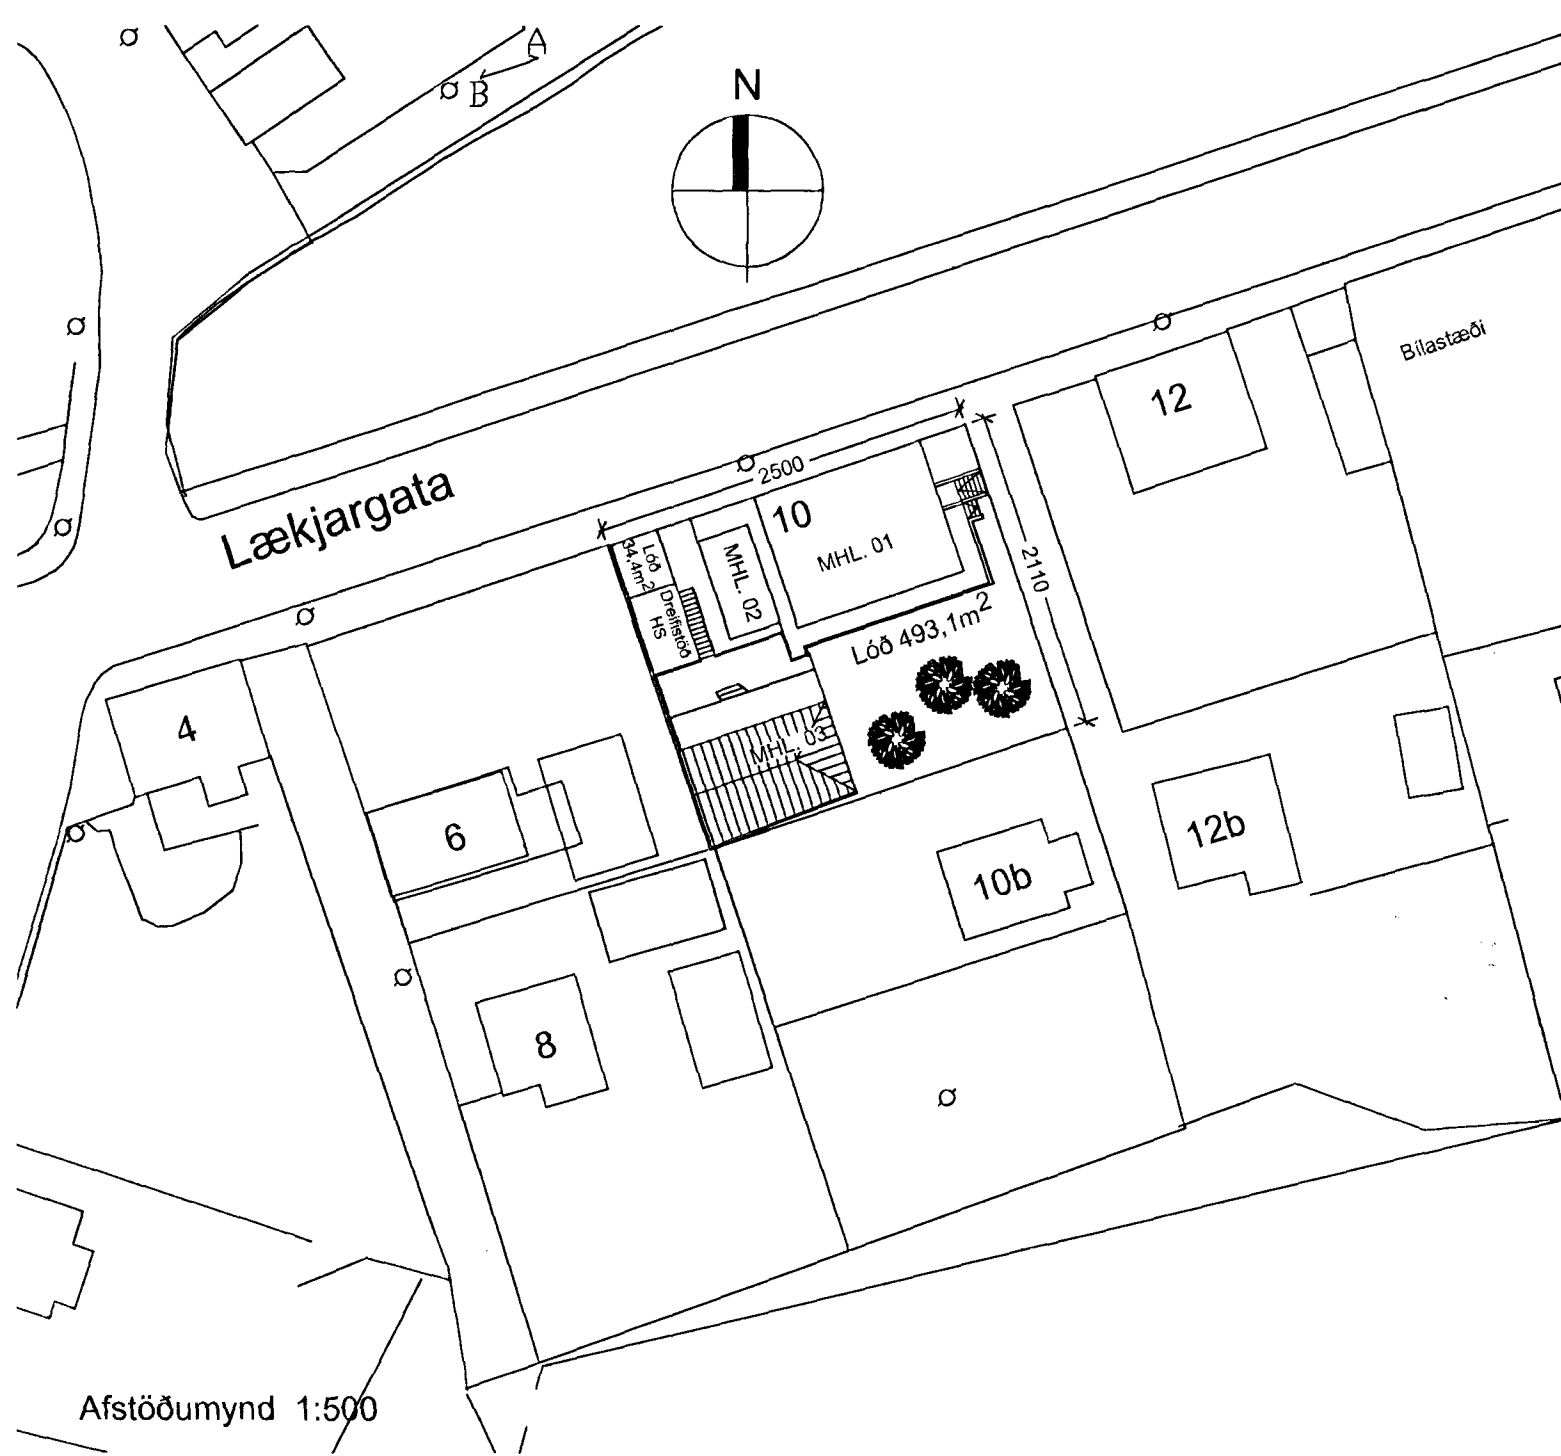 A
B
N
Bílastæði
12
2500
Lækjargata
10
MHL. 01
Lóð
34,4m2
MHL. 02
2110
Dreifistöð
HS
Lóð 493,1m2
4
MHL. 03
6
12b
10b
8
Afstöðumynd 1:500